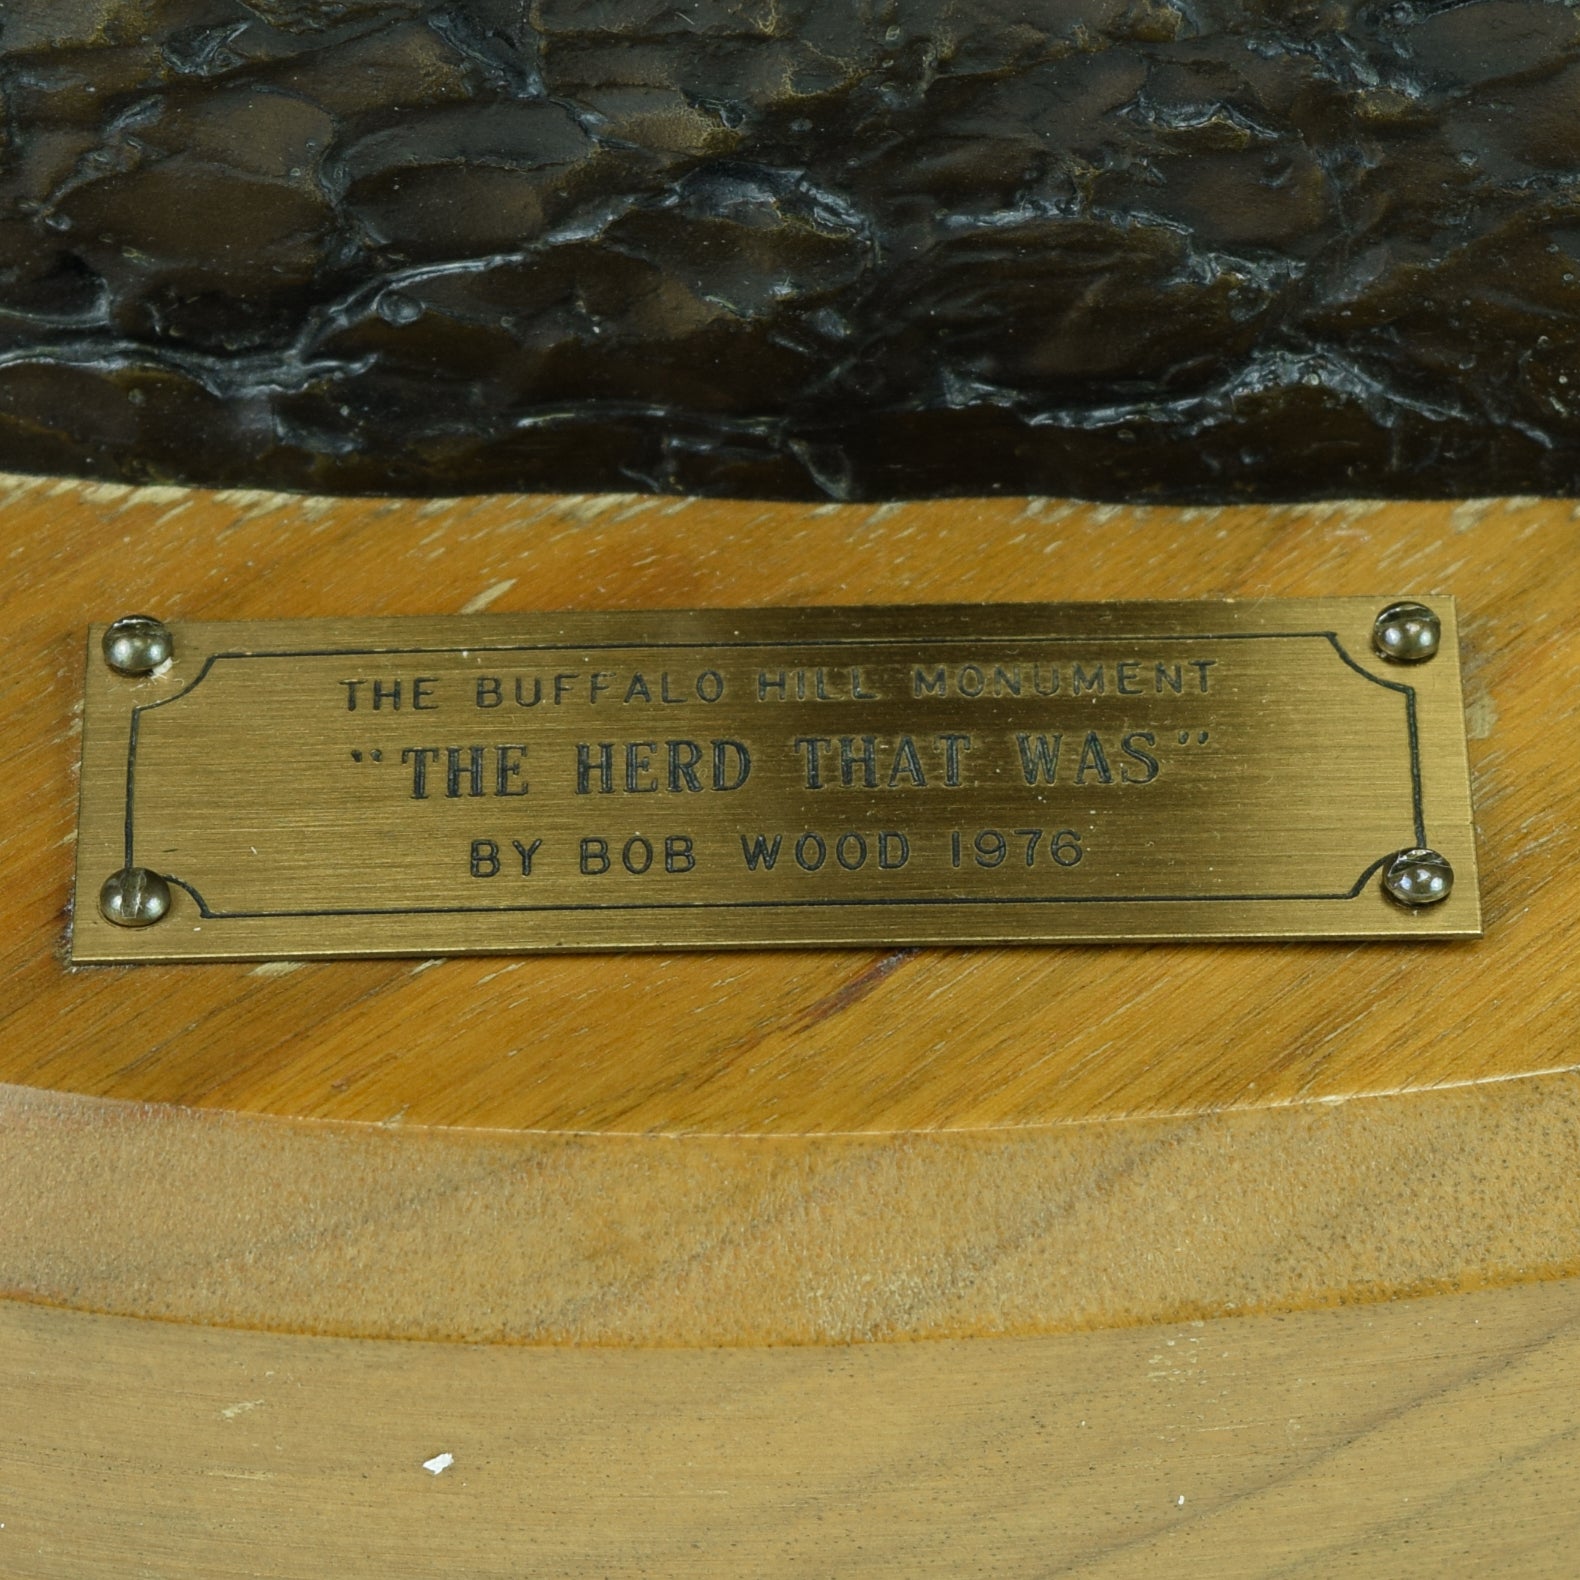 THE BUFFALO HILL MONUMENT
"THE HERD THAT WAS"
BY BOB WOOD 1976